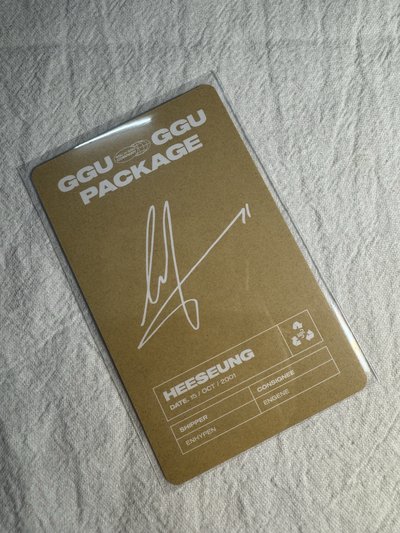 GGU GGU
PACKAGE
HEESEUNG
DATE. 15 / OCT / 2001
SHIPPER
CONSIGNEE
ENHYPEN
ENGENE